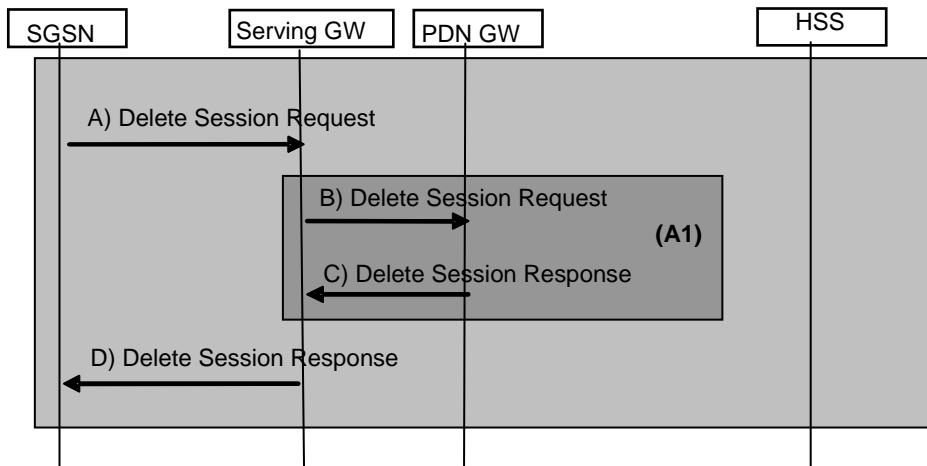 SGSN
Serving GW
PDN GW
HSS
A) Delete Session Request
B) Delete Session Request
(A1)
C) Delete Session Response
D) Delete Session Response